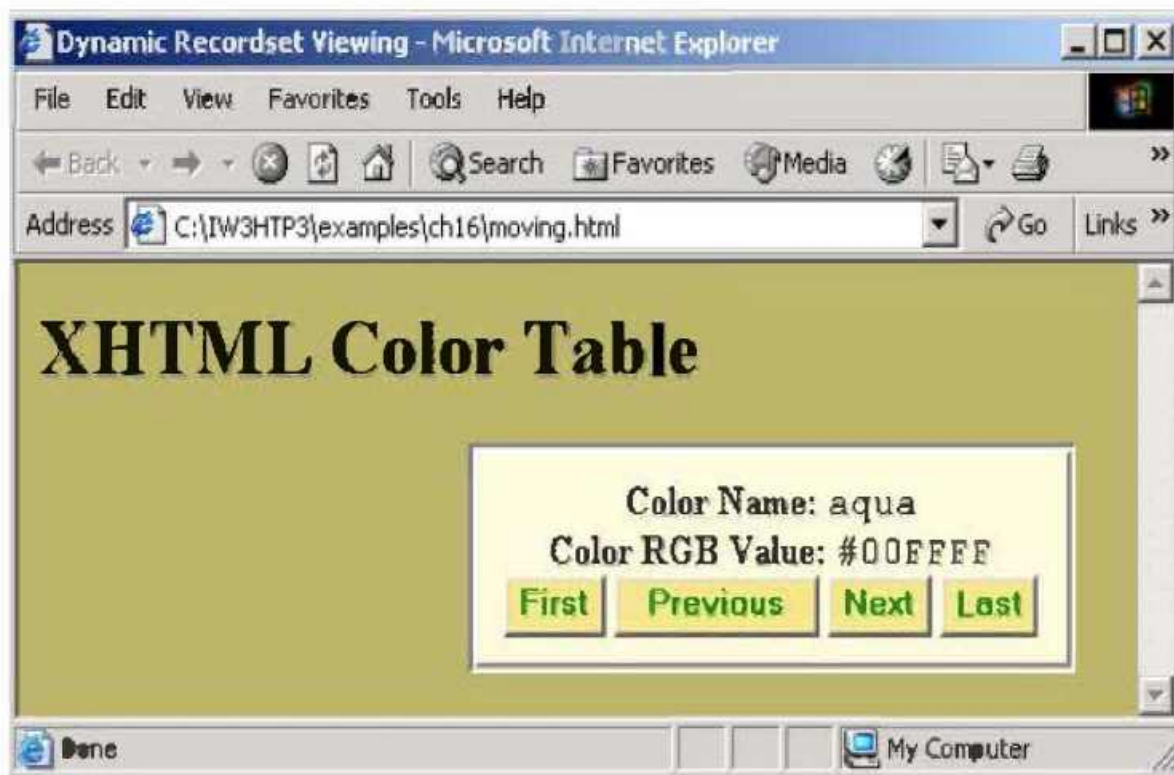 Dynamic Recordset Viewing - Microsoft Internet Explorer
File Edit View Favorites Tools Help
Back Search Favorites Media »
Address C:\IW3HTP3\examples\ch16\moving.html Go Links »
XHTML Color Table
Color Name: aqua
Color RGB Value: #00FFFF
First Previous Next Last
Done My Computer